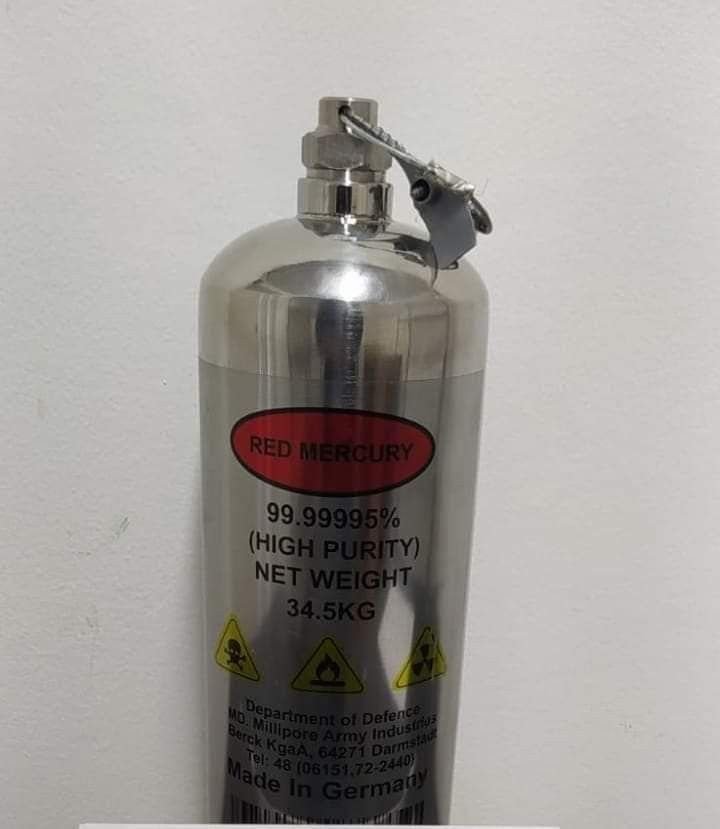 RED MERCURY
99.99995%
(HIGH PURITY)
NET WEIGHT
34.5KG
Department of Defence
MD. Millipore Army Industrius
Berck KgaA, 64271 Darmstadt
Tel: 48 (06151,72-2440)
Made In Germany